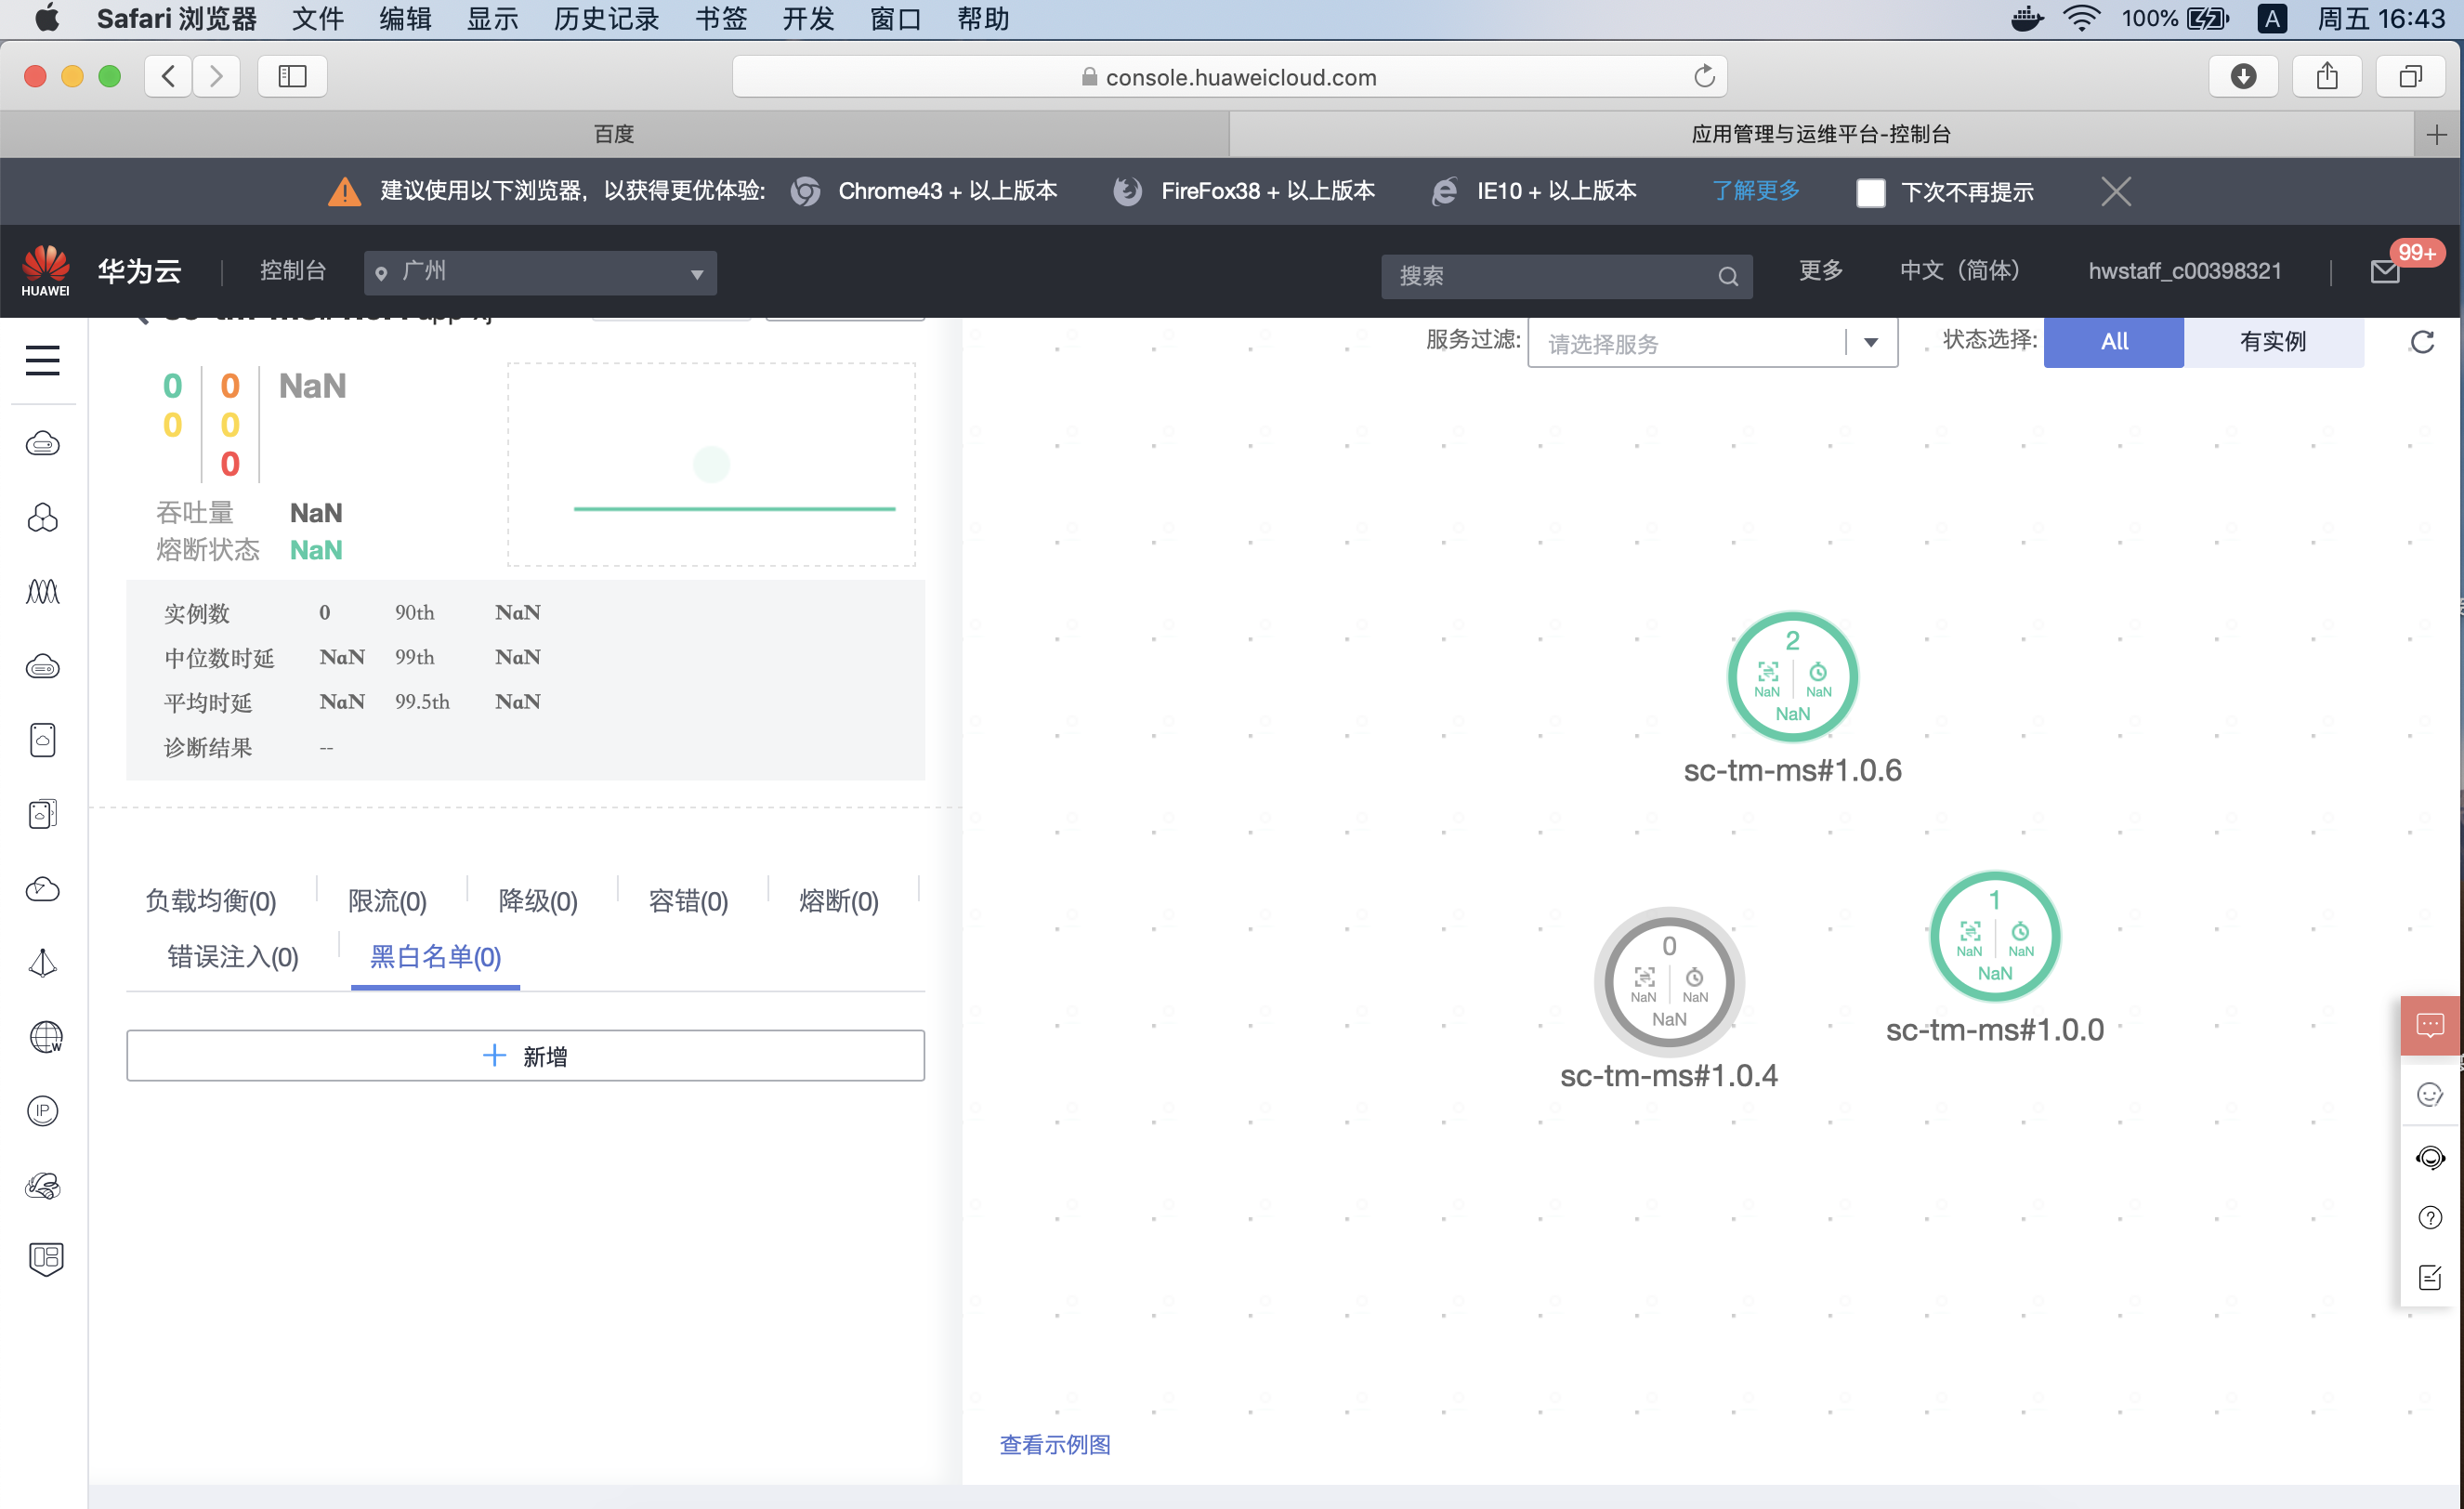 Safari 浏览器 文件 编辑 显示 历史记录 书签 开发 窗口 帮助 100% A 周五 16:43
console.huaweicloud.com
百度 应用管理与运维平台-控制台
建议使用以下浏览器，以获得更优体验: Chrome43 + 以上版本 FireFox38 + 以上版本 IE10 + 以上版本 了解更多 下次不再提示
HUAWEI 华为云 控制台 广州 搜索 更多 中文（简体） hwstaff_c00398321 99+
服务过滤: 请选择服务 状态选择: All 有实例
0 0 NaN
0 0
0
吞吐量 NaN
熔断状态 NaN
实例数 0 90th NaN
中位数时延 NaN 99th NaN
平均时延 NaN 99.5th NaN
诊断结果 --
负载均衡(0) 限流(0) 降级(0) 容错(0) 熔断(0)
错误注入(0) 黑白名单(0)
新增
2
NaN NaN
NaN
sc-tm-ms#1.0.6
1
NaN NaN
NaN
sc-tm-ms#1.0.0
0
NaN NaN
NaN
sc-tm-ms#1.0.4
W
IP
查看示例图